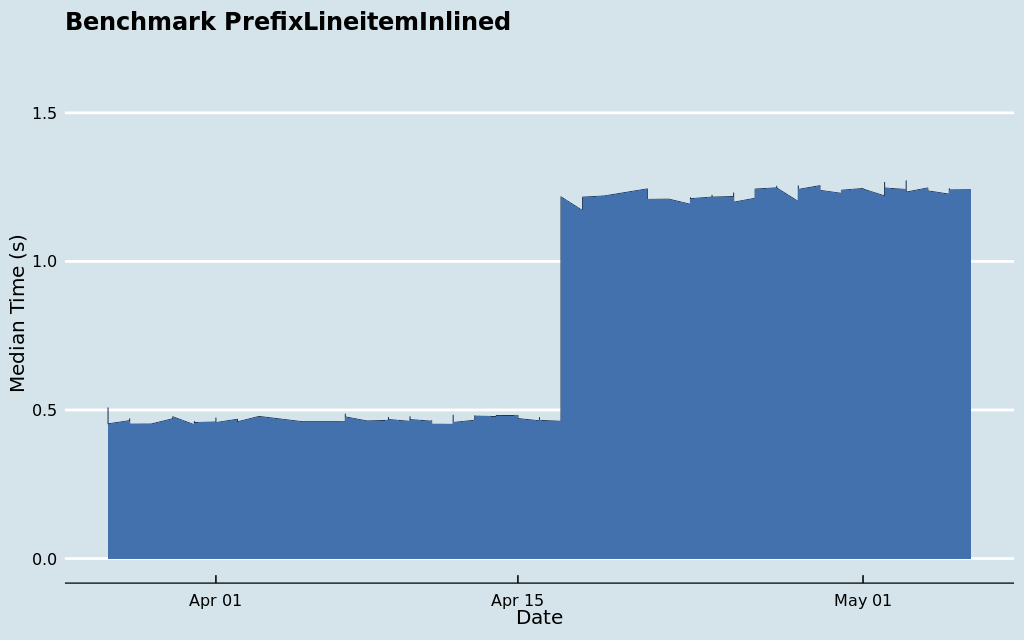 Benchmark PrefixLineitemInlined
1.5
1.0
0.5
0.0
Median Time (s)
Apr 01
Apr 15
May 01
Date